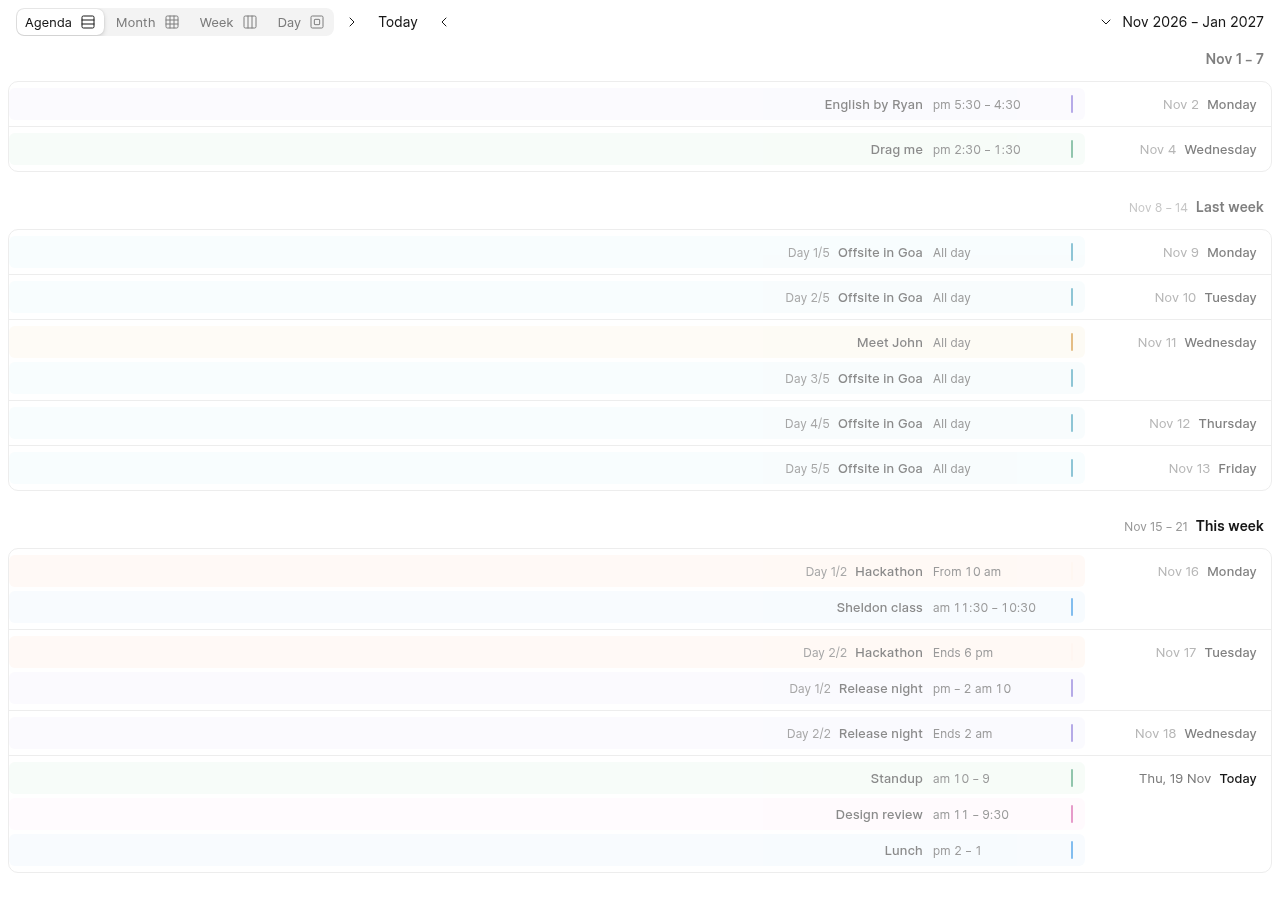 Agenda Month Week Day Today Nov 2026 – Jan 2027
Nov 1 – 7
English by Ryan pm 5:30 – 4:30 Nov 2 Monday
Drag me pm 2:30 – 1:30 Nov 4 Wednesday
Nov 8 – 14 Last week
Day 1/5 Offsite in Goa All day Nov 9 Monday
Day 2/5 Offsite in Goa All day Nov 10 Tuesday
Meet John All day Nov 11 Wednesday
Day 3/5 Offsite in Goa All day
Day 4/5 Offsite in Goa All day Nov 12 Thursday
Day 5/5 Offsite in Goa All day Nov 13 Friday
Nov 15 – 21 This week
Day 1/2 Hackathon From 10 am Nov 16 Monday
Sheldon class am 11:30 – 10:30
Day 2/2 Hackathon Ends 6 pm Nov 17 Tuesday
Day 1/2 Release night pm – 2 am 10
Day 2/2 Release night Ends 2 am Nov 18 Wednesday
Standup am 10 – 9 Thu, 19 Nov Today
Design review am 11 – 9:30
Lunch pm 2 – 1